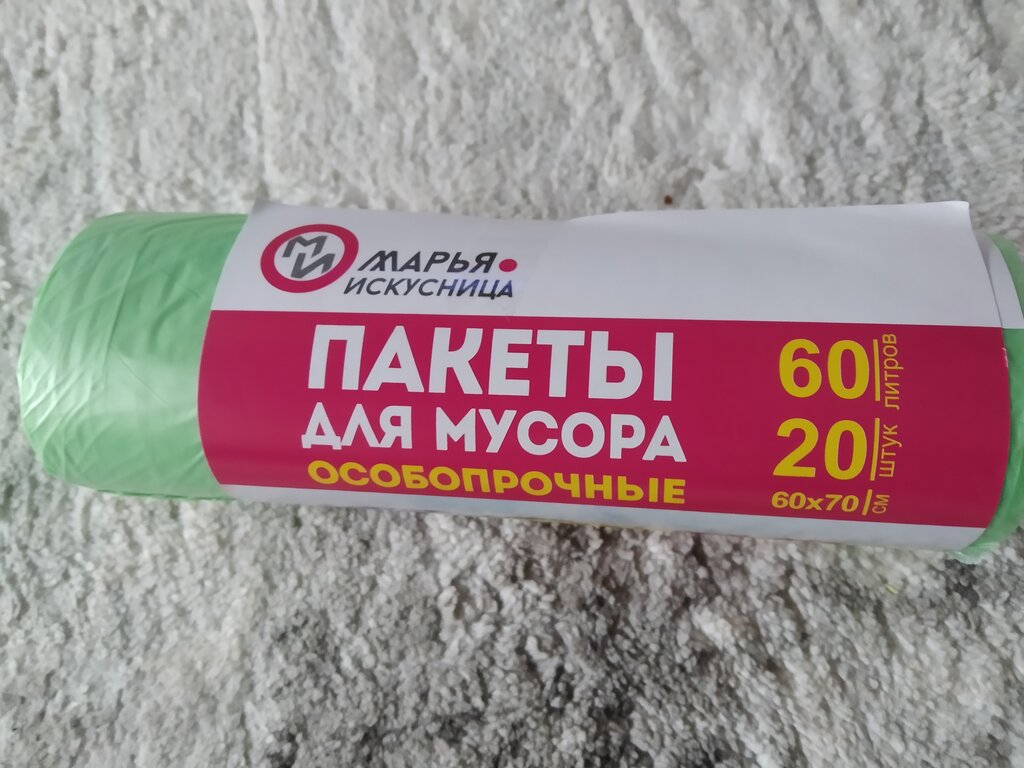 МИ
МАРЬЯ
ИСКУСНИЦА
ПАКЕТЫ
ДЛЯ МУСОРА
ОСОБОПРОЧНЫЕ
60 ЛИТРОВ
20 ШТУК
60х70 СМ